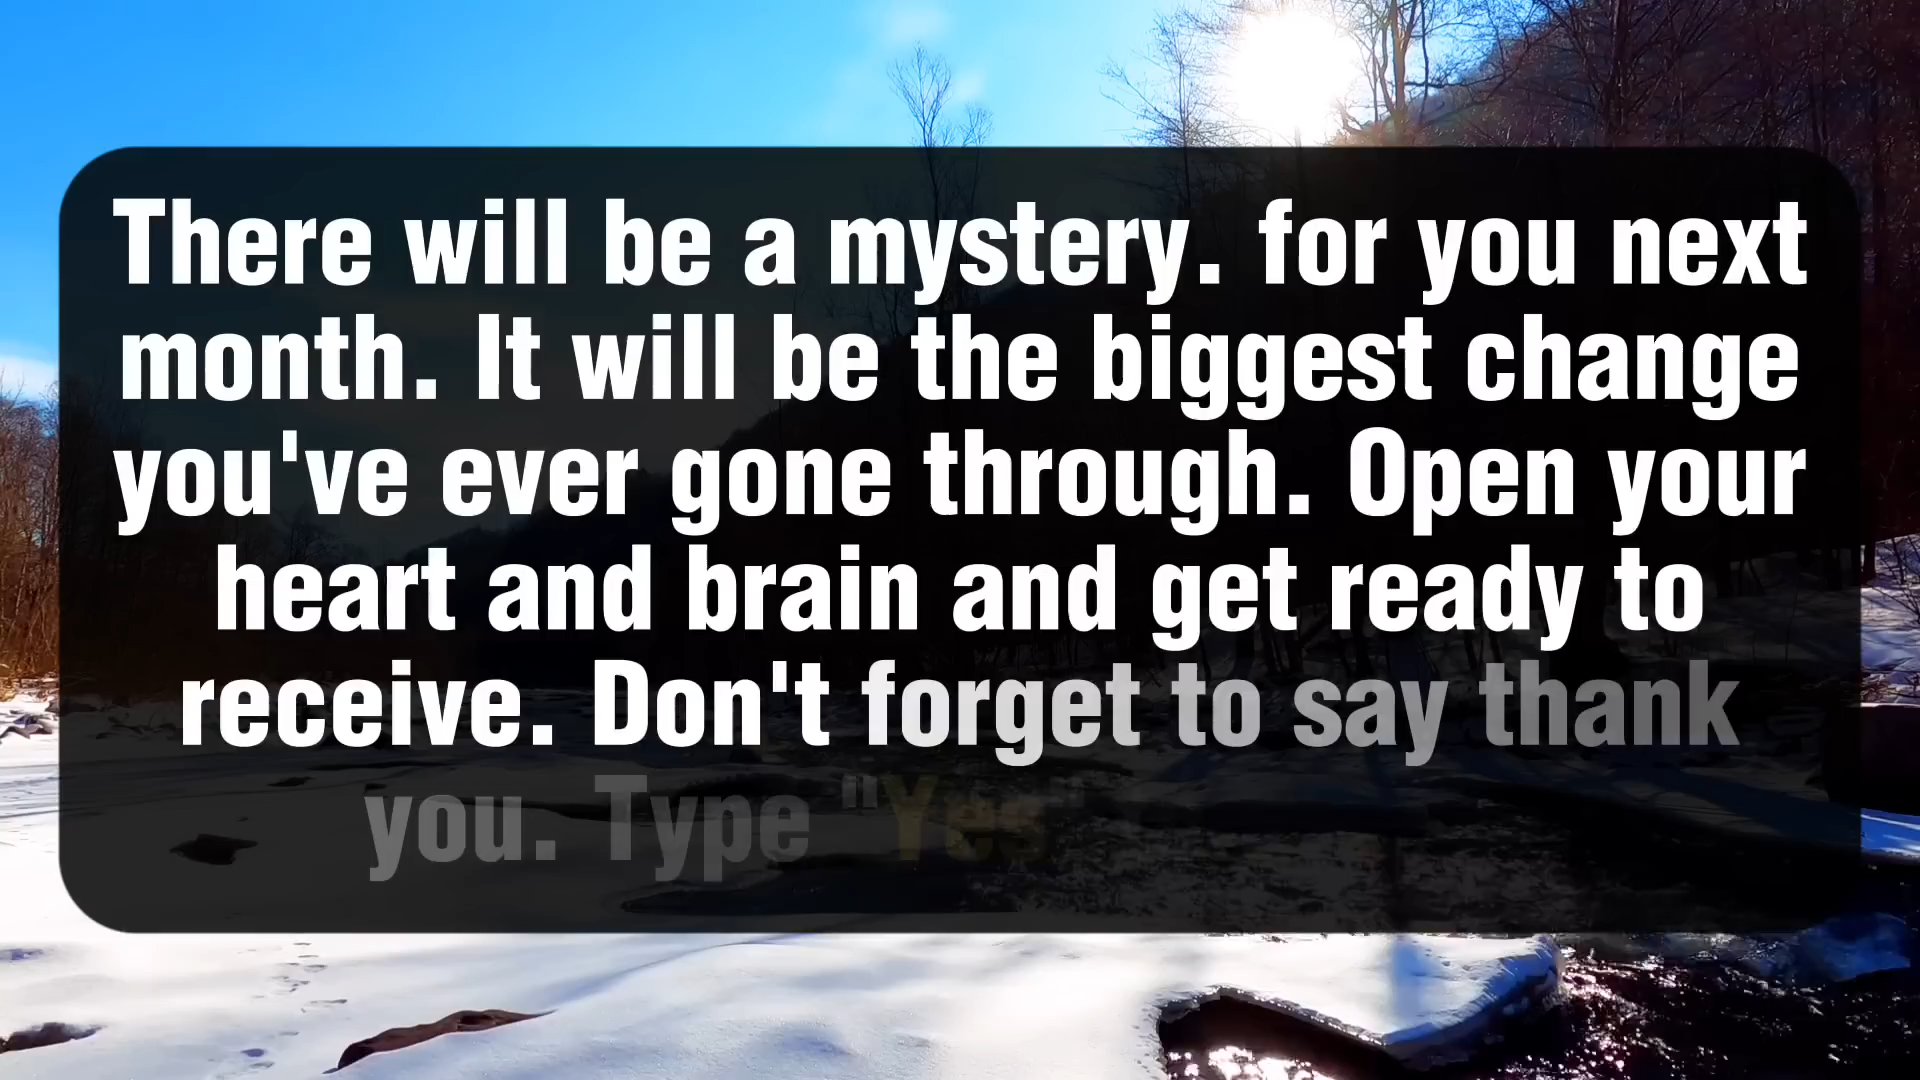 There will be a mystery. for you next
month. It will be the biggest change
you've ever gone through. Open your
heart and brain and get ready to
receive. Don't forget to say thank
you. Type "Yes"